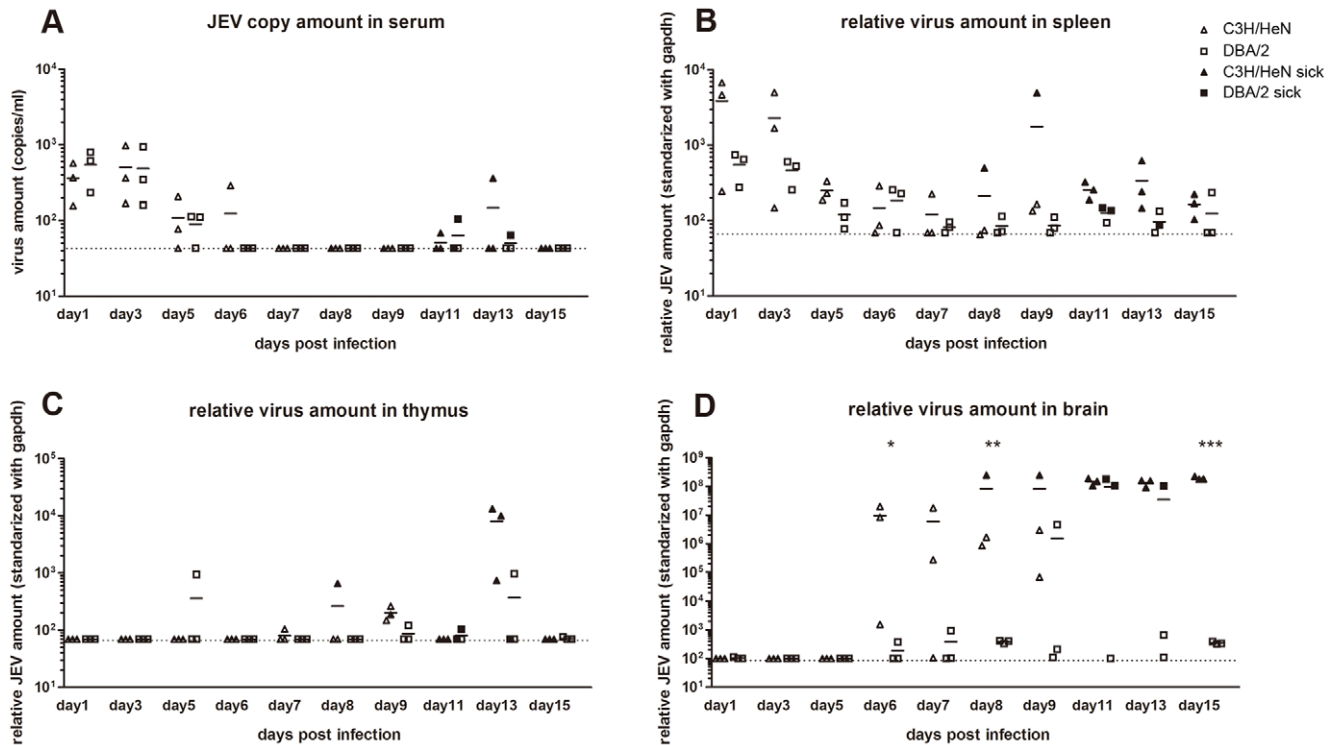 A
JEV copy amount in serum
virus amount (copies/ml)
10⁴
10³
10²
10¹
day1 day3 day5 day6 day7 day8 day9 day11 day13 day15
days post infection
B
relative virus amount in spleen
relative JEV amount (standarized with gapdh)
10⁴
10³
10²
10¹
day1 day3 day5 day6 day7 day8 day9 day11 day13 day15
days post infection
C3H/HeN
DBA/2
C3H/HeN sick
DBA/2 sick
C
relative virus amount in thymus
relative JEV amount (standarized with gapdh)
10⁵
10⁴
10³
10²
10¹
day1 day3 day5 day6 day7 day8 day9 day11 day13 day15
days post infection
D
relative virus amount in brain
relative JEV amount (standarized with gapdh)
* ** ***
10⁹
10⁸
10⁷
10⁶
10⁵
10⁴
10³
10²
10¹
day1 day3 day5 day6 day7 day8 day9 day11 day13 day15
days post infection